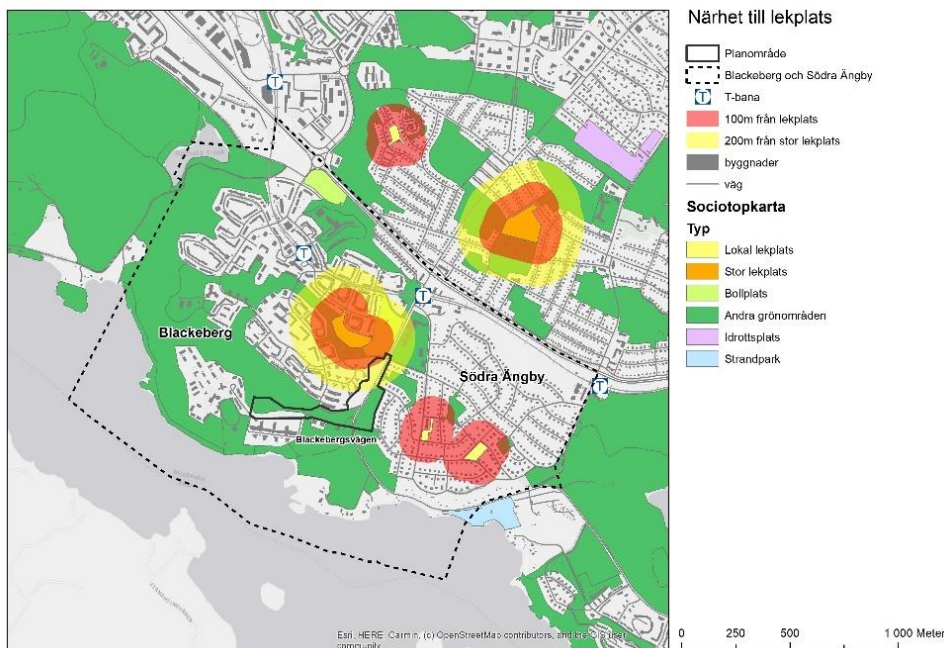 Närhet till lekplats
Planområde
Blackeberg och Södra Ängby
T-bana
100m från lekplats
200m från stor lekplats
byggnader
väg
Sociotopkarta
Typ
Lokal lekplats
Stor lekplats
Bollplats
Andra grönområden
Idrottsplats
Strandpark
T
T
T
T
T
Blackeberg
Södra Ängby
Blackebergsvägen
Esri, HERE, Garmin, (c) OpenStreetMap contributors, and the GIS user
community
0 250 500 1 000 Meter